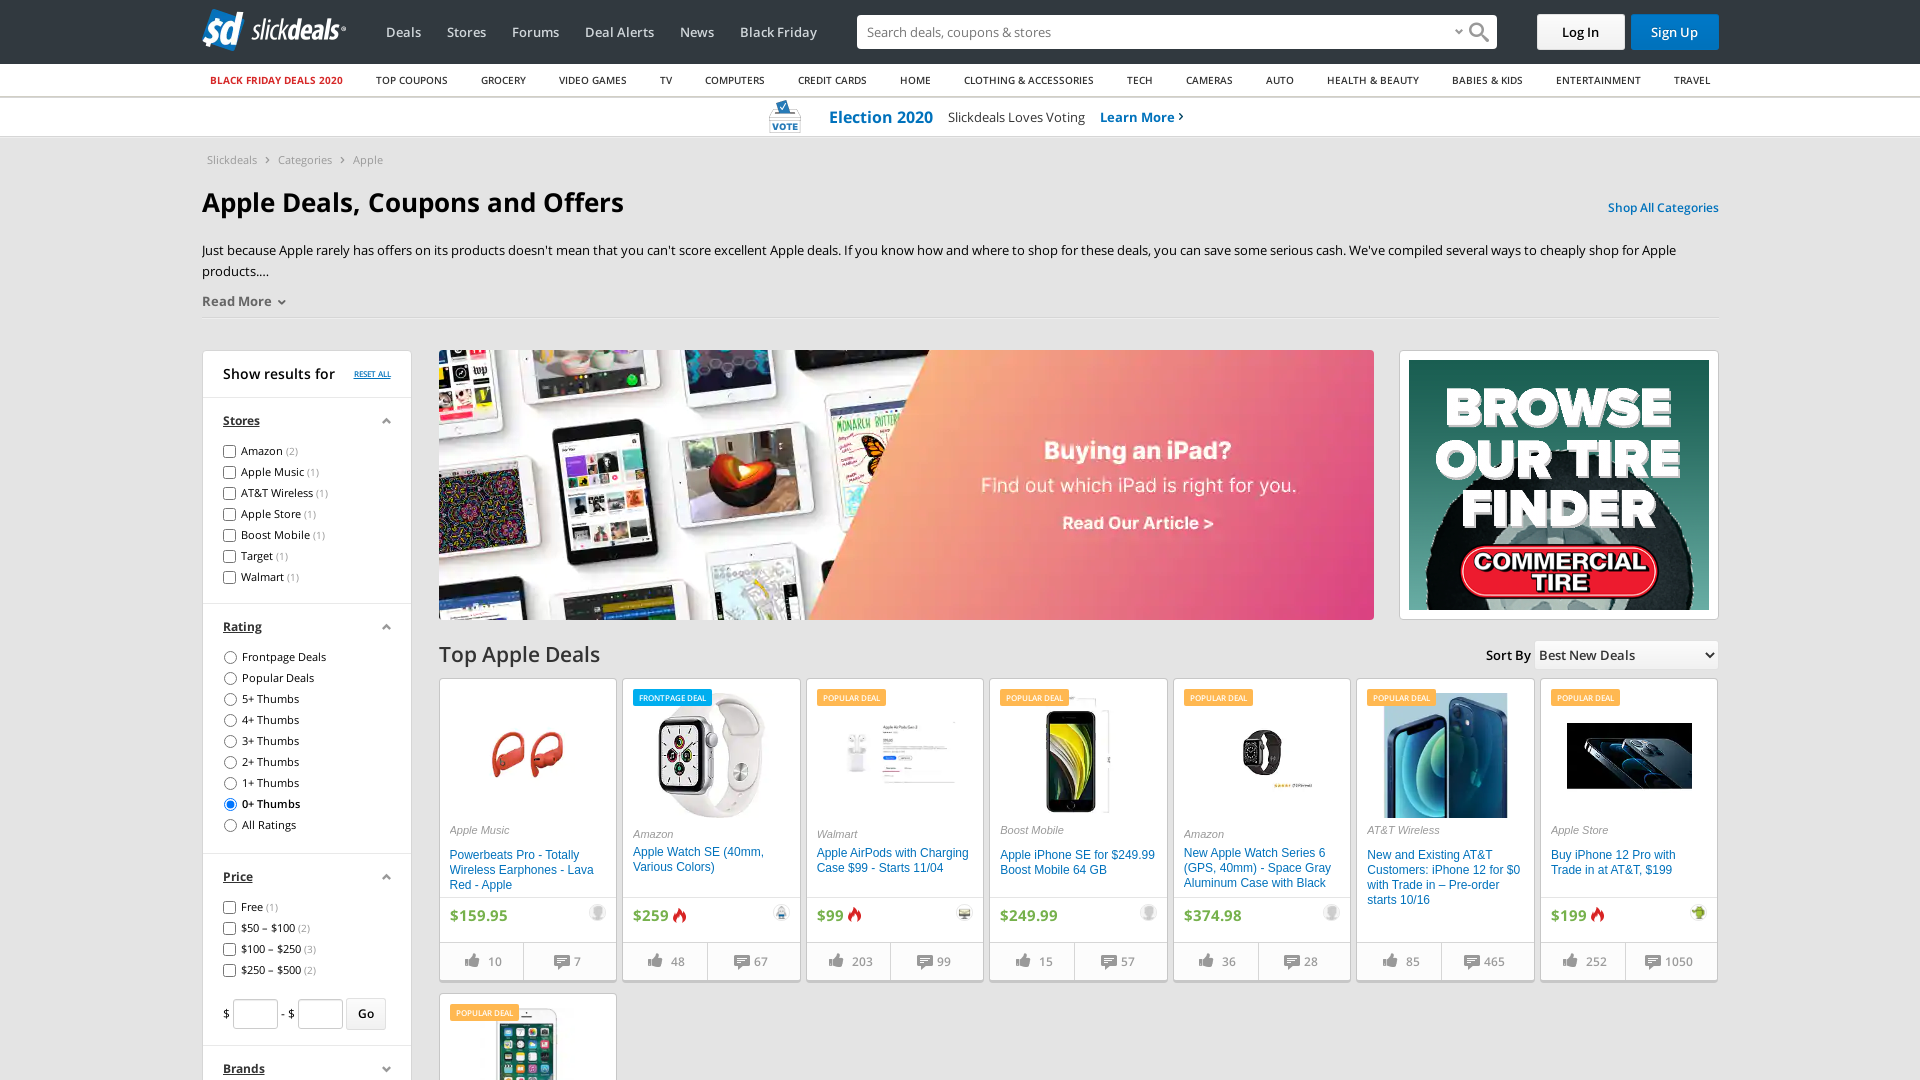 sd slickdeals
Deals
Stores
Forums
Deal Alerts
News
Black Friday
Search deals, coupons & stores
Log In
Sign Up
BLACK FRIDAY DEALS 2020
TOP COUPONS
GROCERY
VIDEO GAMES
TV
COMPUTERS
CREDIT CARDS
HOME
CLOTHING & ACCESSORIES
TECH
CAMERAS
AUTO
HEALTH & BEAUTY
BABIES & KIDS
ENTERTAINMENT
TRAVEL
VOTE
Election 2020
Slickdeals Loves Voting
Learn More
Slickdeals > Categories > Apple
Apple Deals, Coupons and Offers
Shop All Categories
Just because Apple rarely has offers on its products doesn't mean that you can't score excellent Apple deals. If you know how and where to shop for these deals, you can save some serious cash. We've compiled several ways to cheaply shop for Apple
products.…
Read More
Show results for
RESET ALL
Stores
Amazon (2)
Apple Music (1)
AT&T Wireless (1)
Apple Store (1)
Boost Mobile (1)
Target (1)
Walmart (1)
Rating
Frontpage Deals
Popular Deals
5+ Thumbs
4+ Thumbs
3+ Thumbs
2+ Thumbs
1+ Thumbs
0+ Thumbs
All Ratings
Price
Free (1)
$50 – $100 (2)
$100 – $250 (3)
$250 – $500 (2)
$ - $ Go
Brands
MONARCH BUTTERF
Buying an iPad?
Find out which iPad is right for you.
Read Our Article >
BROWSE
OUR TIRE
FINDER
COMMERCIAL
TIRE
Top Apple Deals
Sort By
Best New Deals
Apple Music
Powerbeats Pro - Totally
Wireless Earphones - Lava
Red - Apple
$159.95
10
7
FRONTPAGE DEAL
Amazon
Apple Watch SE (40mm,
Various Colors)
$259
48
67
POPULAR DEAL
Walmart
Apple AirPods with Charging
Case $99 - Starts 11/04
$99
203
99
POPULAR DEAL
Boost Mobile
Apple iPhone SE for $249.99
Boost Mobile 64 GB
$249.99
15
57
POPULAR DEAL
Amazon
New Apple Watch Series 6
(GPS, 40mm) - Space Gray
Aluminum Case with Black
$374.98
36
28
POPULAR DEAL
AT&T Wireless
New and Existing AT&T
Customers: iPhone 12 for $0
with Trade in – Pre-order
starts 10/16
85
465
POPULAR DEAL
Apple Store
Buy iPhone 12 Pro with
Trade in at AT&T, $199
$199
252
1050
POPULAR DEAL